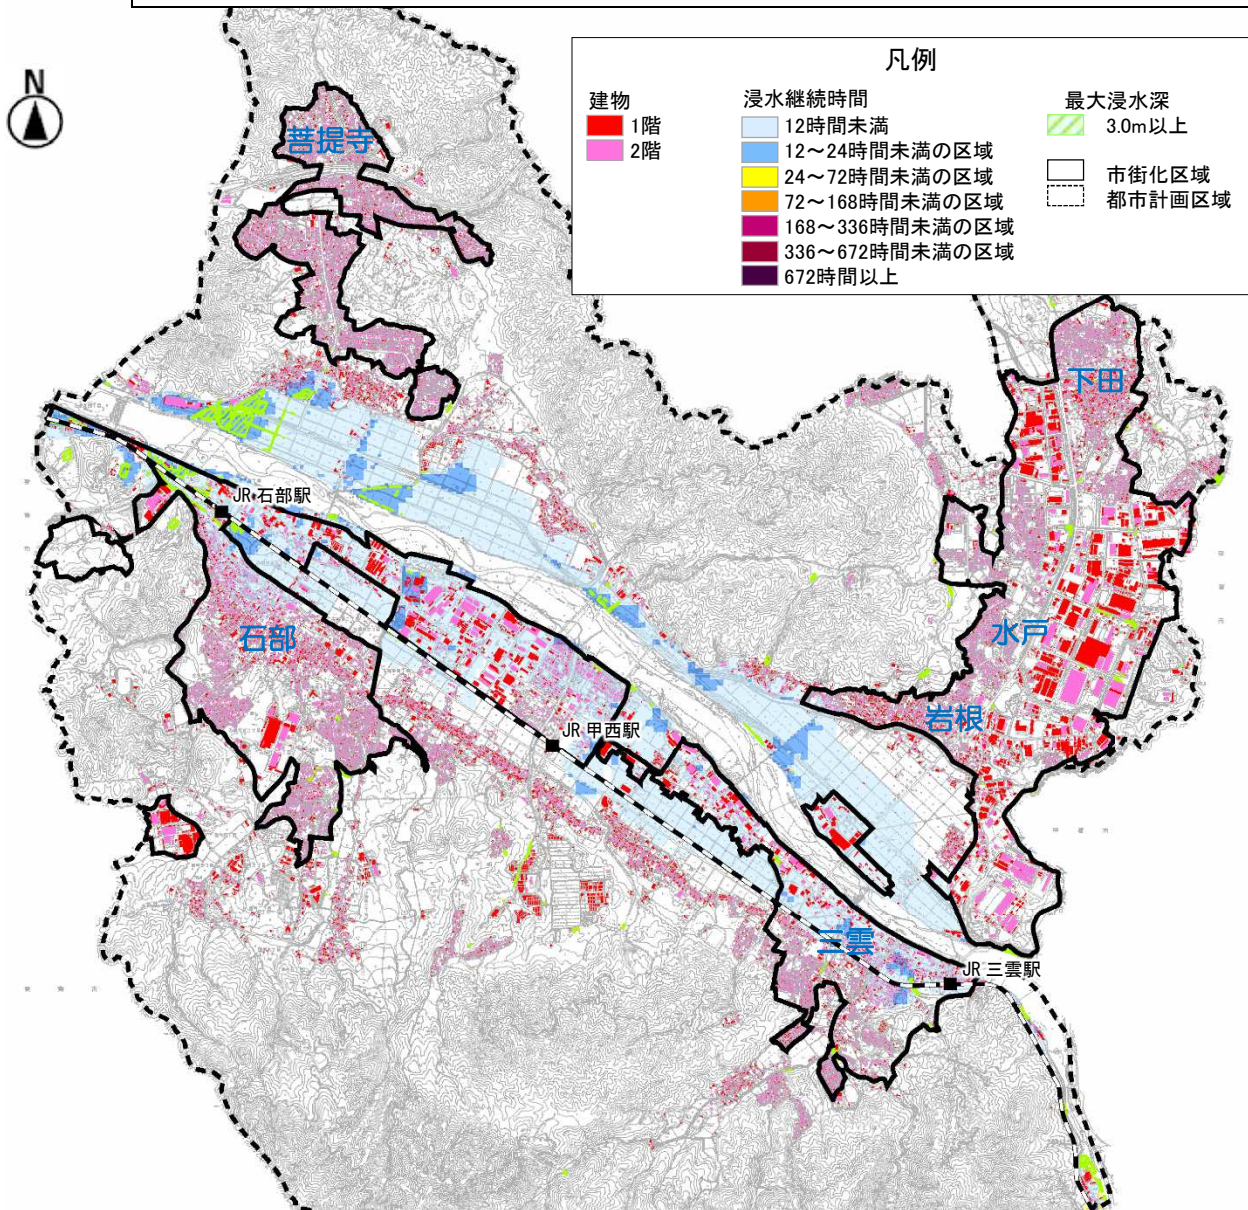 凡例
N
建物
1階
2階
浸水継続時間
12時間未満
12~24時間未満の区域
24~72時間未満の区域
72~168時間未満の区域
168~336時間未満の区域
336~672時間未満の区域
672時間以上
最大浸水深
3.0m以上
市街化区域
都市計画区域
菩提寺
下田
JR 石部駅
石部
水戸
岩根
JR 甲西駅
三雲
JR 三雲駅